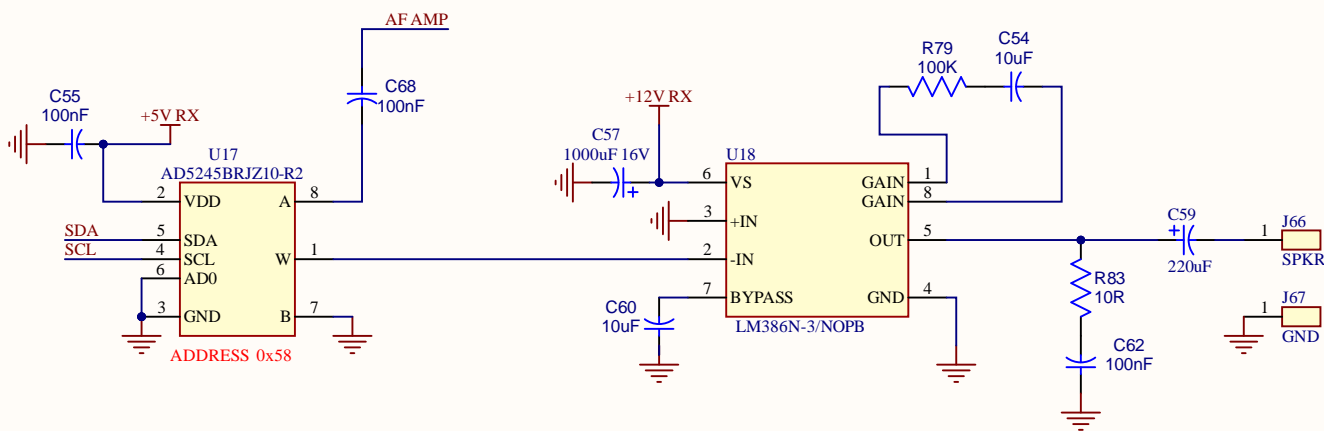 AF AMP
C55
100nF
+5V RX
C68
100nF
U17
AD5245BRJZ10-R2
2
VDD
A
8
SDA
5
SDA
SCL
4
SCL
W
1
6
AD0
3
GND
B
7
ADDRESS 0x58
+12V RX
C57
1000uF 16V
+
R79
100K
C54
10uF
U18
6
VS
GAIN
1
GAIN
8
3
+IN
OUT
5
2
-IN
7
BYPASS
GND
4
LM386N-3/NOPB
C60
10uF
C59
+
220uF
R83
10R
C62
100nF
J66
1
SPKR
J67
1
GND